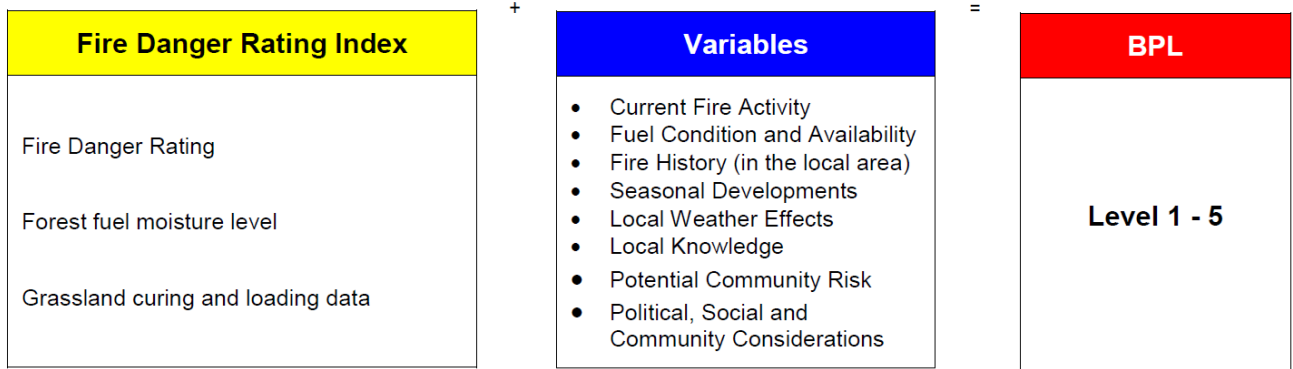 +
=
Fire Danger Rating Index
Fire Danger Rating
Forest fuel moisture level
Grassland curing and loading data
Variables
• Current Fire Activity
• Fuel Condition and Availability
• Fire History (in the local area)
• Seasonal Developments
• Local Weather Effects
• Local Knowledge
• Potential Community Risk
• Political, Social and
Community Considerations
BPL
Level 1 - 5